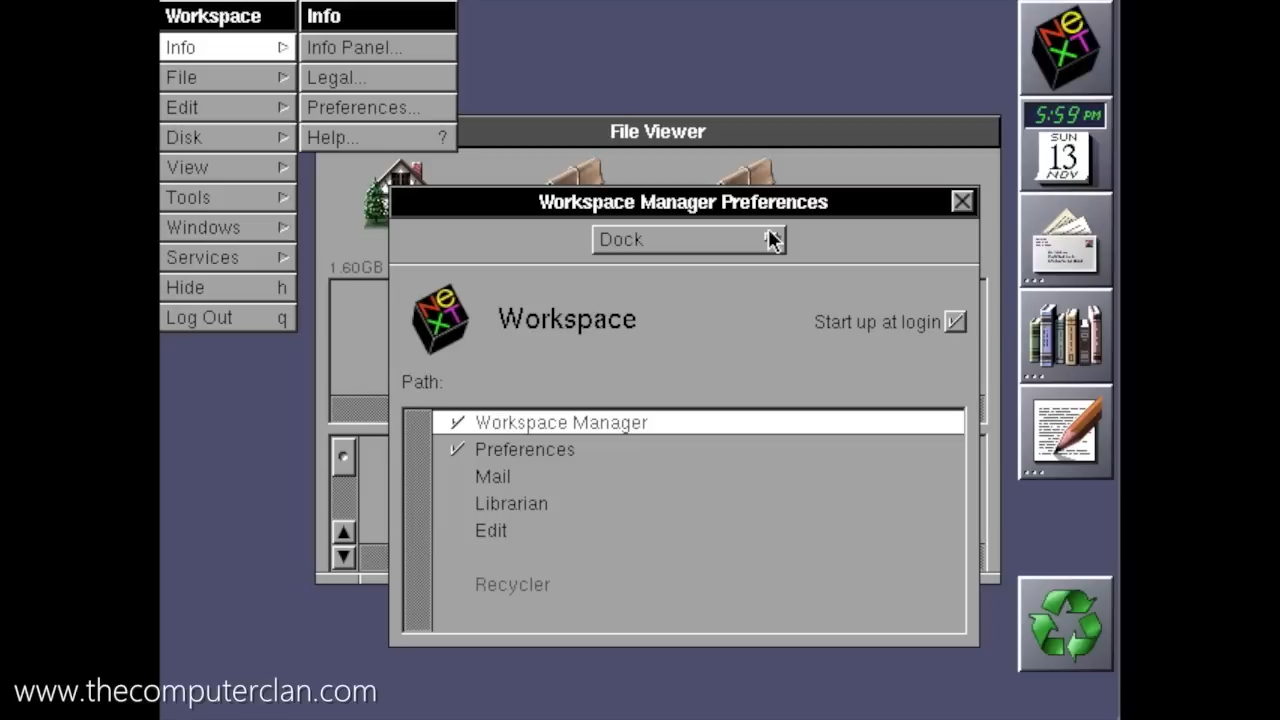 Workspace
Info
File
Edit
Disk
View
Tools
Windows
Services
Hide h
Log Out q
Info
Info Panel...
Legal...
Preferences...
Help... ?
File Viewer
1.60GB
Workspace Manager Preferences
Dock
Workspace
Start up at login
Path:
Workspace Manager
Preferences
Mail
Librarian
Edit
Recycler
NeXT
5:59 PM
SUN
13
NOV
www.thecomputerclan.com